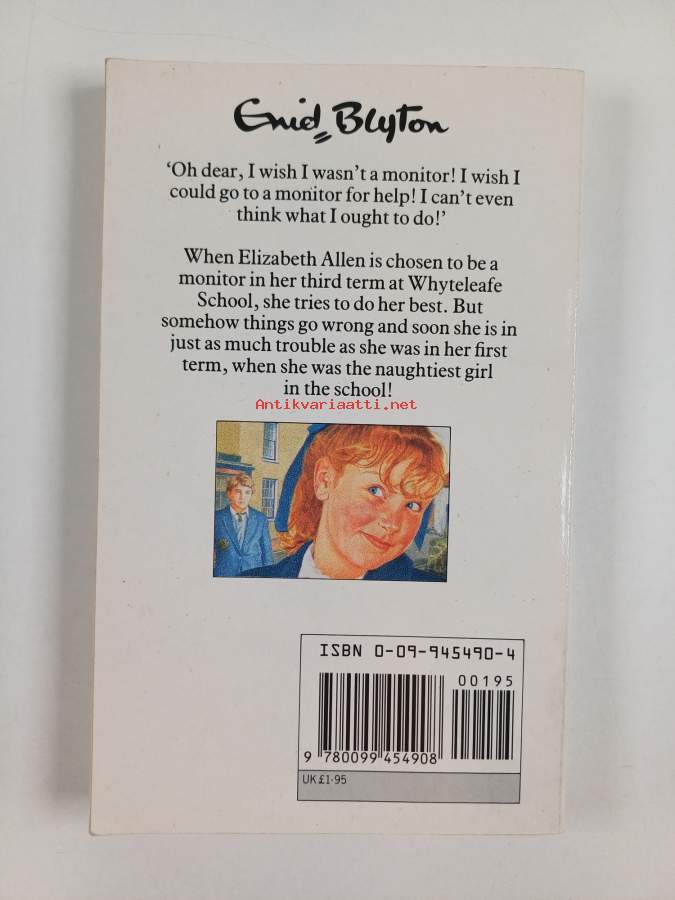 Enid Blyton
‘Oh dear, I wish I wasn’t a monitor! I wish I
could go to a monitor for help! I can’t even
think what I ought to do!’
When Elizabeth Allen is chosen to be a
monitor in her third term at Whyteleafe
School, she tries to do her best. But
somehow things go wrong and soon she is in
just as much trouble as she was in her first
term, when she was the naughtiest girl
in the school!
Antikvariaatti.net
ISBN 0-09-945490-4
00195
9 780099 454908
UK£1·95